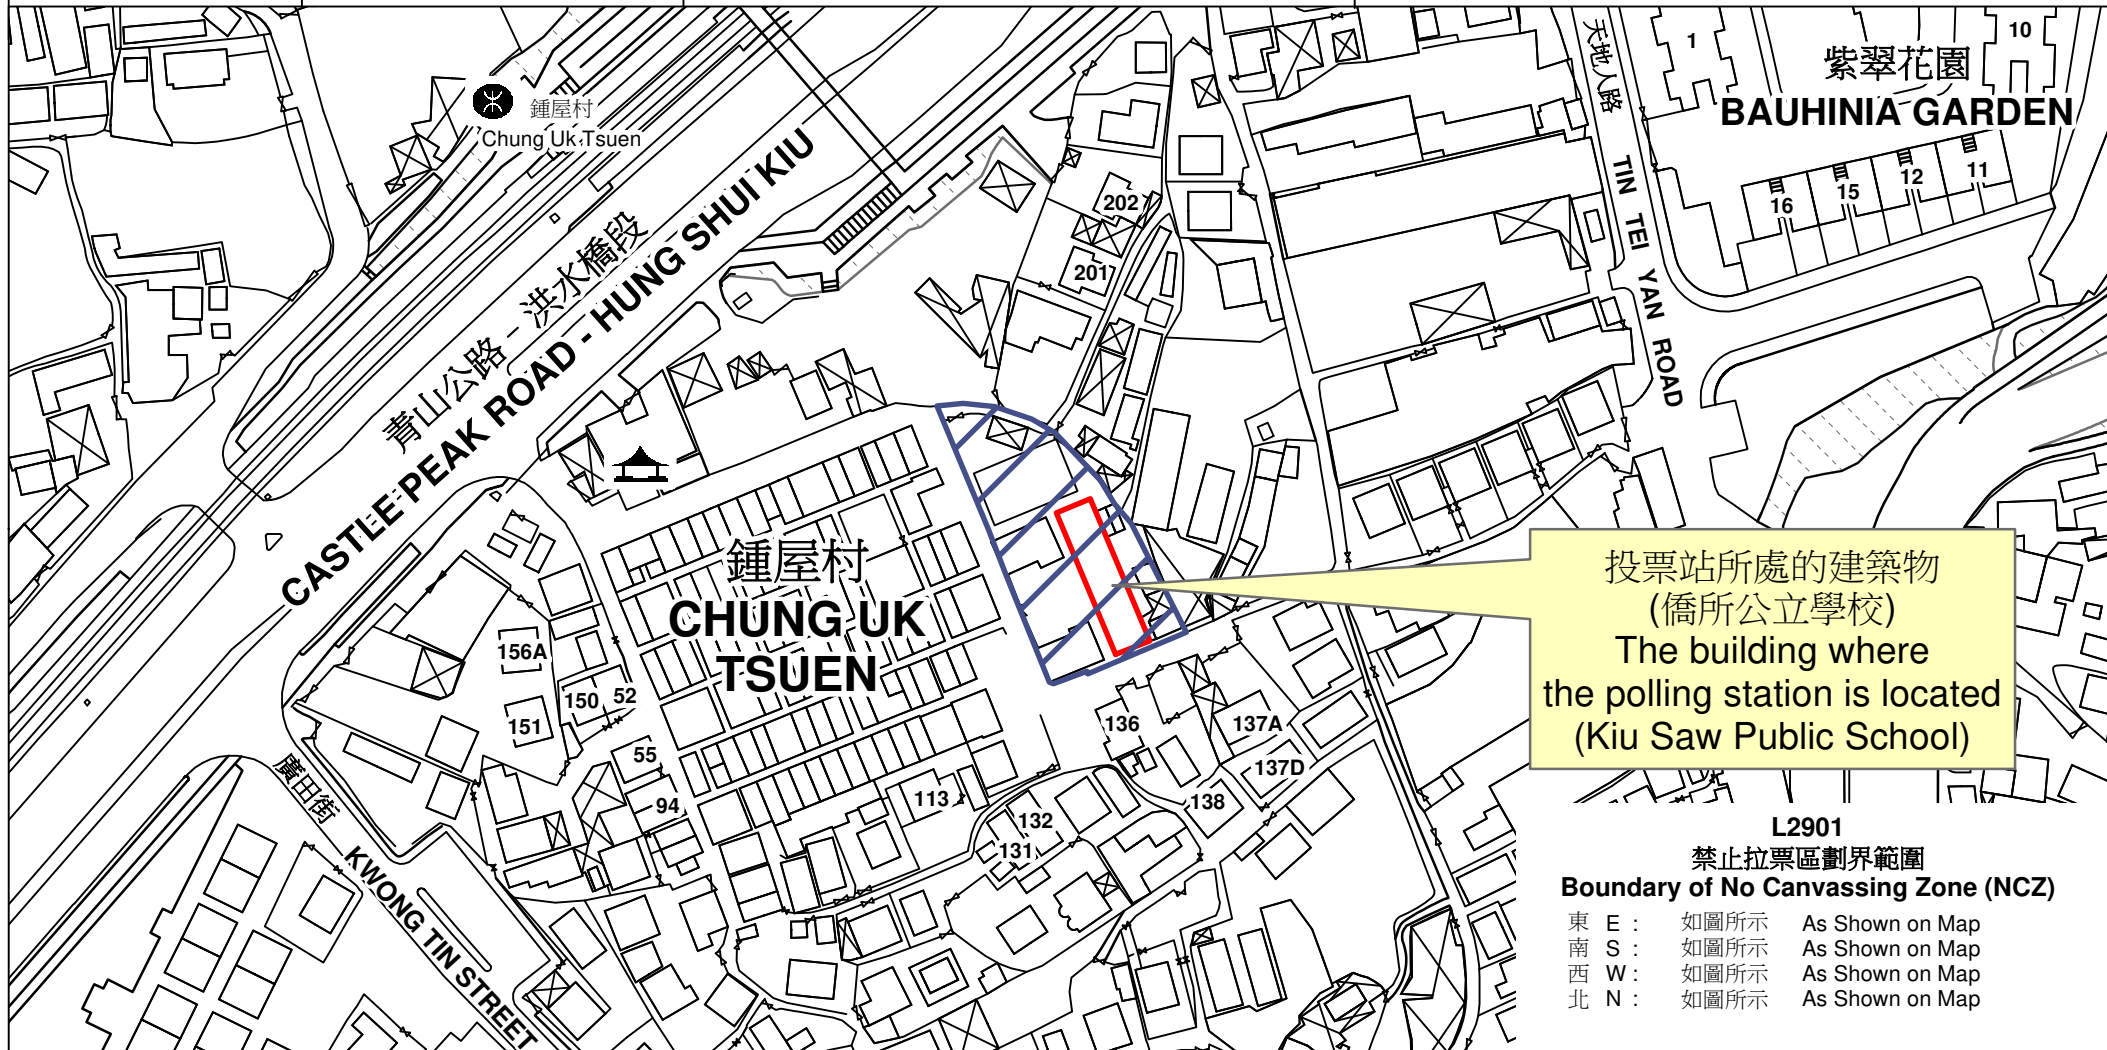 天地人路
1
10
紫翠花園
BAUHINIA GARDEN
鍾屋村
Chung Uk Tsuen
TIN TEI YAN ROAD
16
15
12
11
202
201
青山公路 - 洪水橋段
CASTLE PEAK ROAD - HUNG SHUI KIU
鍾屋村
CHUNG UK
TSUEN
投票站所處的建築物
(僑所公立學校)
The building where
the polling station is located
(Kiu Saw Public School)
156A
150
52
151
55
94
113
136
137A
137D
138
132
131
廣田街
KWONG TIN STREET
L2901
禁止拉票區劃界範圍
Boundary of No Canvassing Zone (NCZ)
東 E : 如圖所示 As Shown on Map
南 S : 如圖所示 As Shown on Map
西 W : 如圖所示 As Shown on Map
北 N : 如圖所示 As Shown on Map